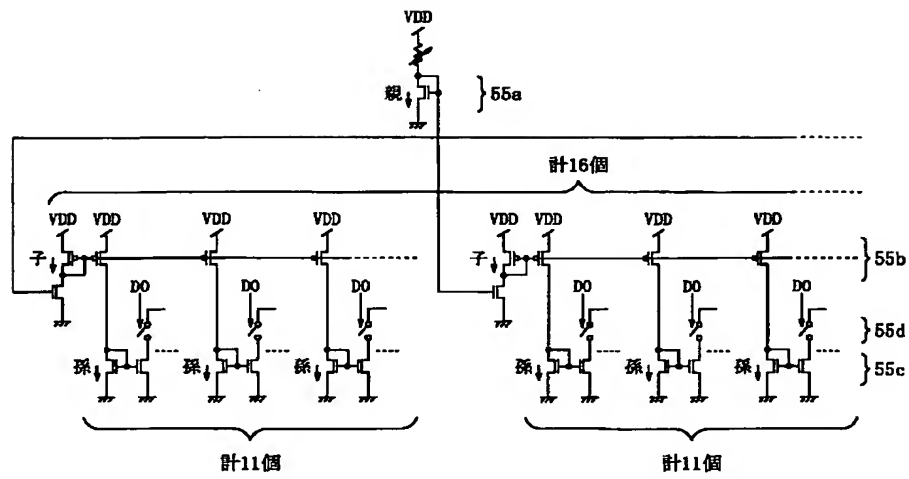 VDD
親
55a
計16個
VDD VDD VDD VDD VDD VDD VDD VDD
子 子 55b
DO DO DO DO DO DO
55d
孫 孫 孫 孫 孫 孫 55c
計11個 計11個